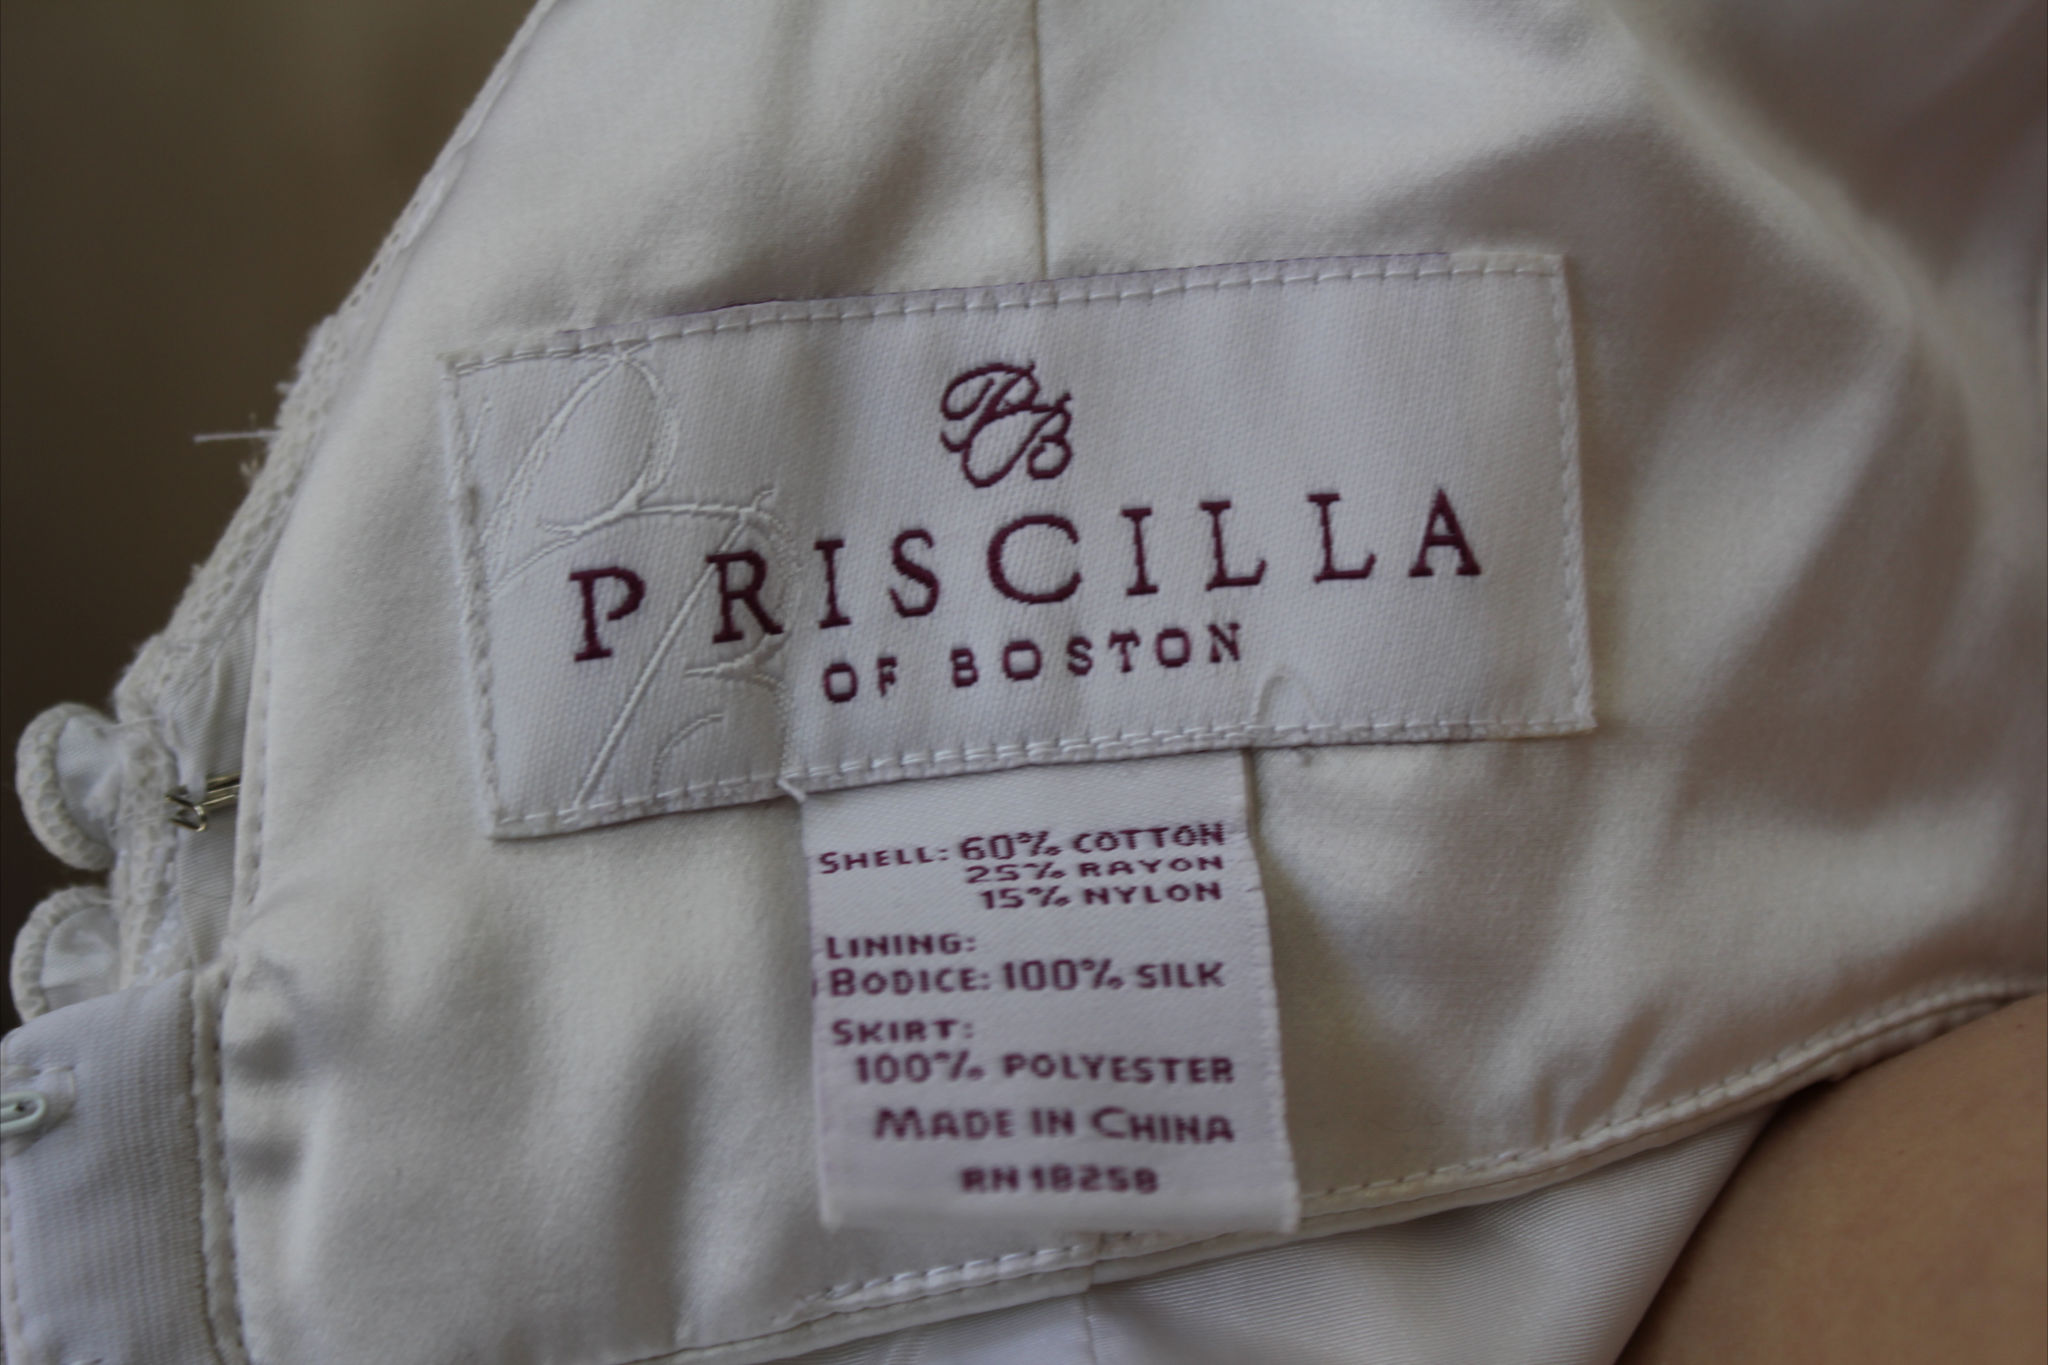 PB
PRISCILLA
OF BOSTON
SHELL: 60% COTTON
25% RAYON
15% NYLON
LINING:
BODICE: 100% SILK
SKIRT:
100% POLYESTER
MADE IN CHINA
RN 18258